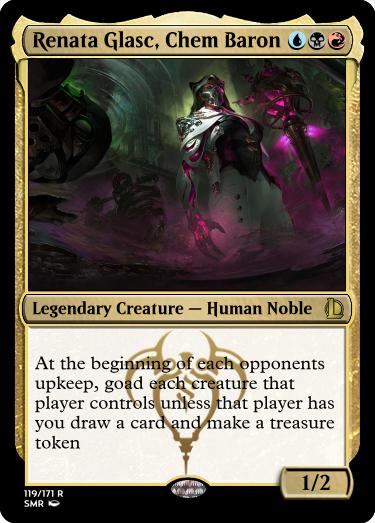 Renata Glasc, Chem Baron
Legendary Creature — Human Noble
At the beginning of each opponents
upkeep, goad each creature that
player controls unless that player has
you draw a card and make a treasure
token
1/2
119/171 R
SMR